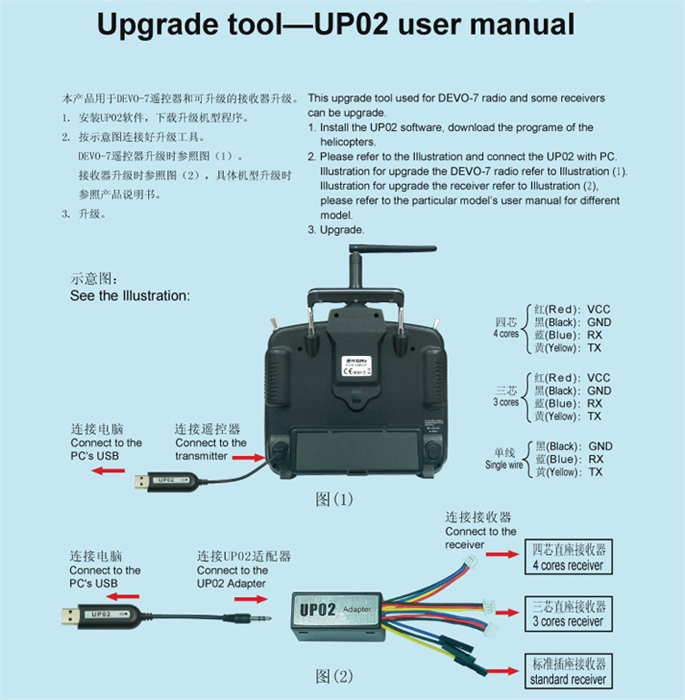 Upgrade tool—UP02 user manual
本产品用于DEVO-7遥控器和可升级的接收器升级。
1. 安装UP02软件，下载升级机型程序。
2. 按示意图连接好升级工具。
DEVO-7遥控器升级时参照图（1）。
接收器升级时参照图（2），具体机型升级时
参照产品说明书。
3. 升级。
This upgrade tool used for DEVO-7 radio and some receivers
can be upgrade.
1. Install the UP02 software, download the programe of the
helicopters.
2. Please refer to the Illustration and connect the UP02 with PC.
Illustration for upgrade the DEVO-7 radio refer to Illustration (1).
Illustration for upgrade the receiver refer to Illustration (2),
please refer to the particular model's user manual for different
model.
3. Upgrade.
示意图：
See the Illustration:
四芯
4 cores
红(Red): VCC
黑(Black): GND
蓝(Blue): RX
黄(Yellow): TX
三芯
3 cores
红(Red): VCC
黑(Black): GND
蓝(Blue): RX
黄(Yellow): TX
单线
Single wire
黑(Black): GND
蓝(Blue): RX
黄(Yellow): TX
连接电脑
Connect to the
PC's USB
连接遥控器
Connect to the
transmitter
UP02
图(1)
连接电脑
Connect to the
PC's USB
连接UP02适配器
Connect to the
UP02 Adapter
连接接收器
Connect to the
receiver
UP02
UP02 Adapter
四芯直座接收器
4 cores receiver
三芯直座接收器
3 cores receiver
标准插座接收器
standard receiver
图(2)